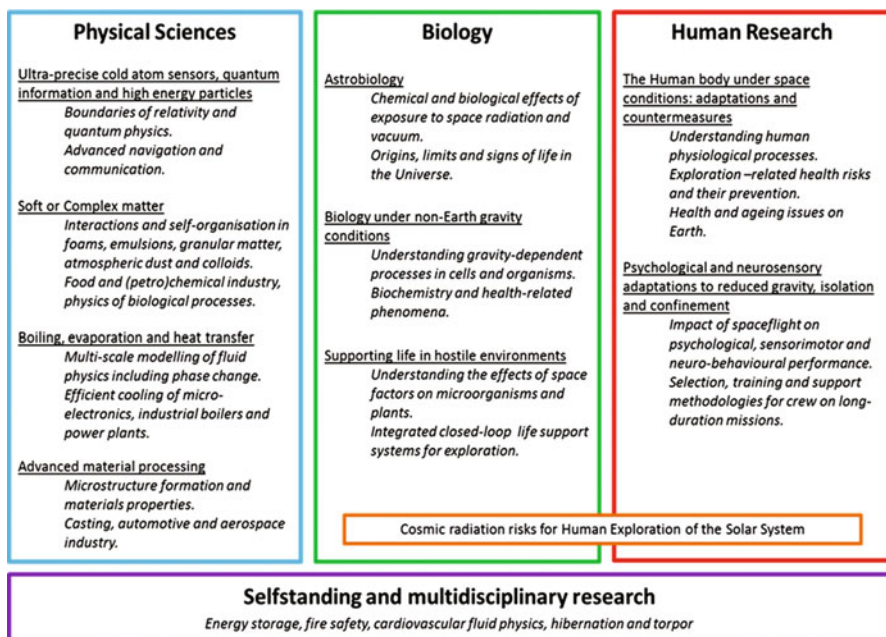 Physical Sciences
Ultra-precise cold atom sensors, quantum
information and high energy particles
Boundaries of relativity and
quantum physics.
Advanced navigation and
communication.
Soft or Complex matter
Interactions and self-organisation in
foams, emulsions, granular matter,
atmospheric dust and colloids.
Food and (petro)chemical industry,
physics of biological processes.
Boiling, evaporation and heat transfer
Multi-scale modelling of fluid
physics including phase change.
Efficient cooling of micro-
electronics, industrial boilers and
power plants.
Advanced material processing
Microstructure formation and
materials properties.
Casting, automotive and aerospace
industry.
Biology
Astrobiology
Chemical and biological effects of
exposure to space radiation and
vacuum.
Origins, limits and signs of life in
the Universe.
Biology under non-Earth gravity
conditions
Understanding gravity-dependent
processes in cells and organisms.
Biochemistry and health-related
phenomena.
Supporting life in hostile environments
Understanding the effects of space
factors on microorganisms and
plants.
Integrated closed-loop life support
systems for exploration.
Human Research
The Human body under space
conditions: adaptations and
countermeasures
Understanding human
physiological processes.
Exploration –related health risks
and their prevention.
Health and ageing issues on
Earth.
Psychological and neurosensory
adaptations to reduced gravity, isolation
and confinement
Impact of spaceflight on
psychological, sensorimotor and
neuro-behavioural performance.
Selection, training and support
methodologies for crew on long-
duration missions.
Cosmic radiation risks for Human Exploration of the Solar System
Selfstanding and multidisciplinary research
Energy storage, fire safety, cardiovascular fluid physics, hibernation and torpor